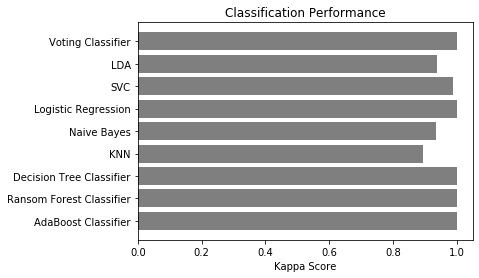 Classification Performance
Voting Classifier
LDA
SVC
Logistic Regression
Naive Bayes
KNN
Decision Tree Classifier
Ransom Forest Classifier
AdaBoost Classifier
0.0 0.2 0.4 0.6 0.8 1.0
Kappa Score